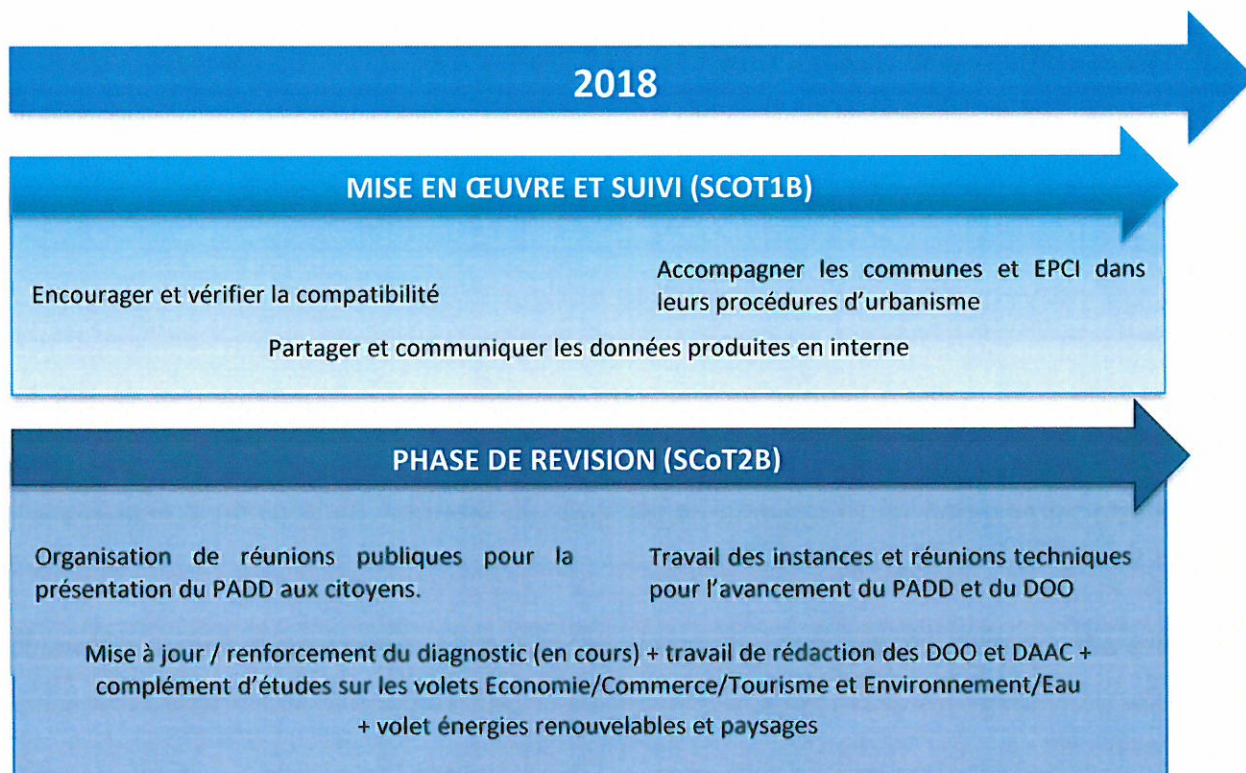 2018
MISE EN ŒUVRE ET SUIVI (SCOT1B)
Encourager et vérifier la compatibilité
Accompagner les communes et EPCI dans
leurs procédures d'urbanisme
Partager et communiquer les données produites en interne
PHASE DE REVISION (SCoT2B)
Organisation de réunions publiques pour la
présentation du PADD aux citoyens.
Travail des instances et réunions techniques
pour l'avancement du PADD et du DOO
Mise à jour / renforcement du diagnostic (en cours) + travail de rédaction des DOO et DAAC +
complément d'études sur les volets Economie/Commerce/Tourisme et Environnement/Eau
+ volet énergies renouvelables et paysages